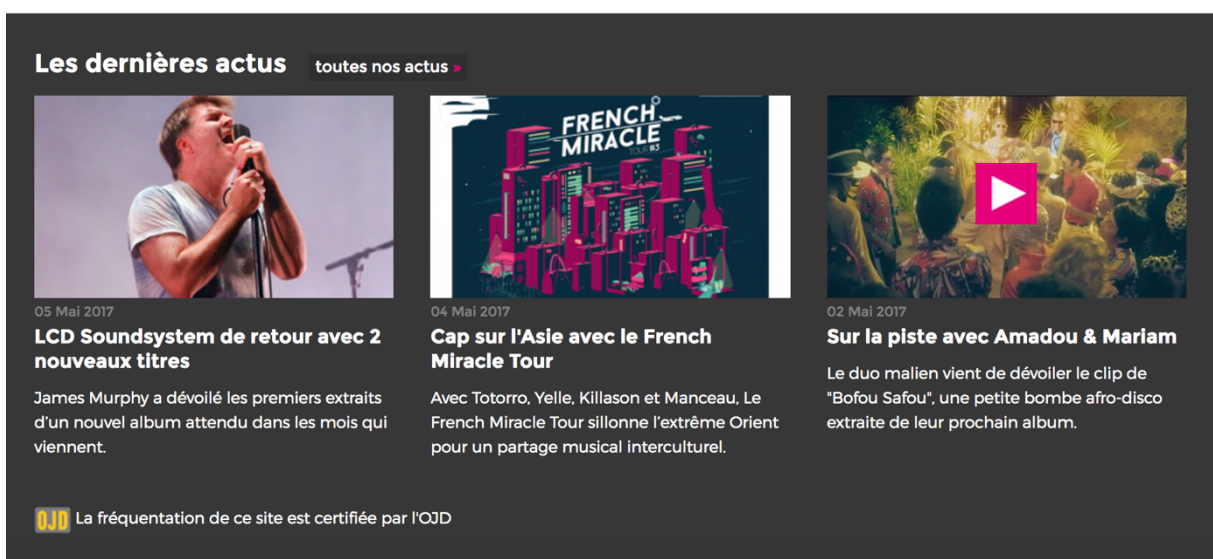 Les dernières actus
toutes nos actus »
FRENCH
MIRACLE
TOUR #3
05 Mai 2017
LCD Soundsystem de retour avec 2
nouveaux titres
James Murphy a dévoilé les premiers extraits
d'un nouvel album attendu dans les mois qui
viennent.
04 Mai 2017
Cap sur l'Asie avec le French
Miracle Tour
Avec Totorro, Yelle, Killason et Manceau, Le
French Miracle Tour sillonne l'extrême Orient
pour un partage musical interculturel.
02 Mai 2017
Sur la piste avec Amadou & Mariam
Le duo malien vient de dévoiler le clip de
"Bofou Safou", une petite bombe afro-disco
extraite de leur prochain album.
OJD
La fréquentation de ce site est certifiée par l'OJD